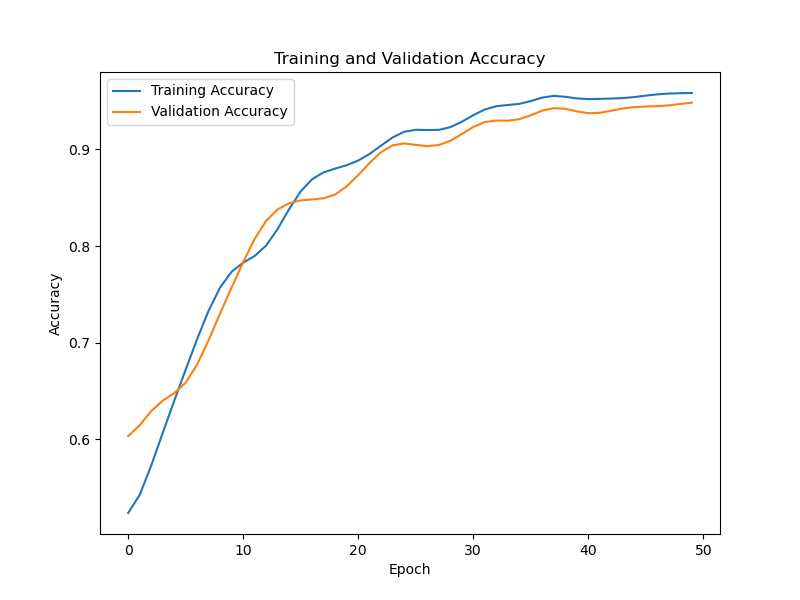 Training and Validation Accuracy
Training Accuracy
Validation Accuracy
Accuracy
0.9
0.8
0.7
0.6
0
10
20
30
40
50
Epoch